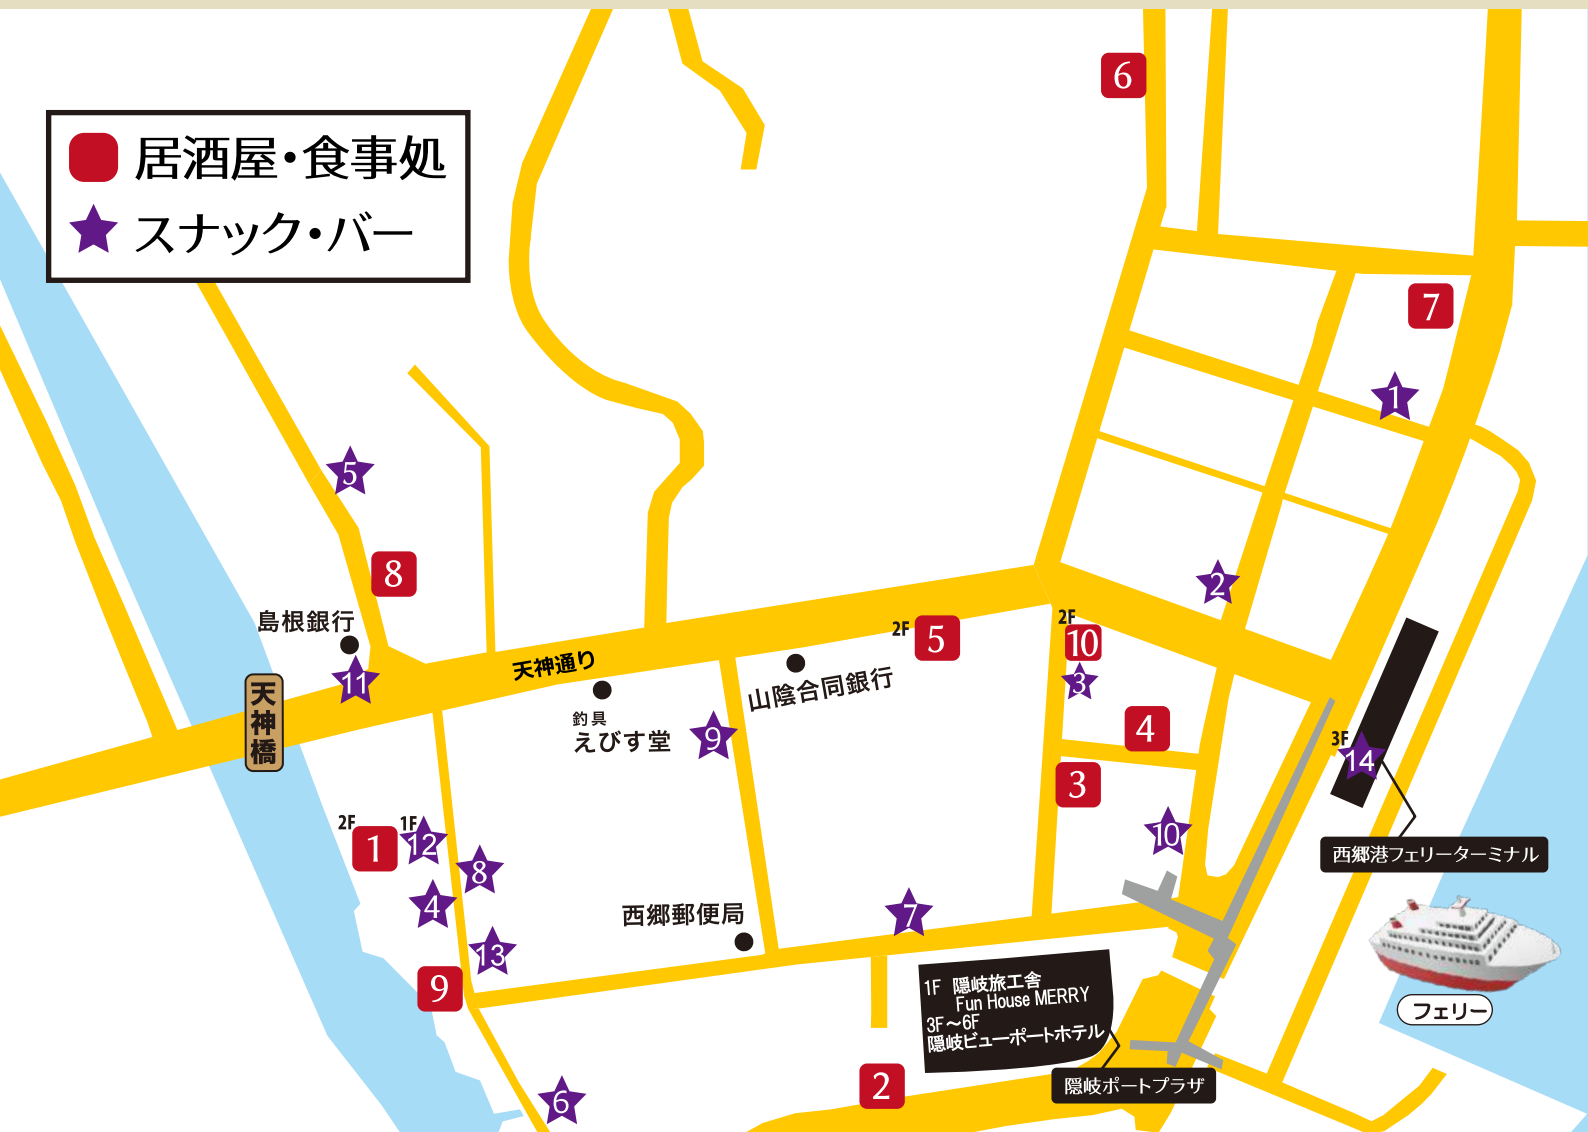 居酒屋・食事処
スナック・バー
6
7
1
5
8
2
島根銀行
2F
5
2F
10
3
11
天神通り
山陰合同銀行
天神橋
釣具
えびす堂
9
4
3F
14
3
10
2F
1
1F
12
8
西郷港フェリーターミナル
4
7
西郷郵便局
13
9
フェリー
1F 隠岐旅工舎
Fun House MERRY
3F～6F
隠岐ビューポートホテル
2
隠岐ポートプラザ
6